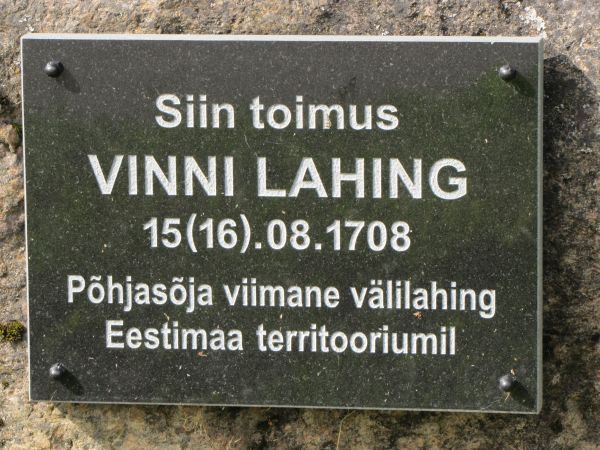 Siin toimus
VINNI LAHING
15(16).08.1708
Põhjasõja viimane välilahing
Eestimaa territooriumil